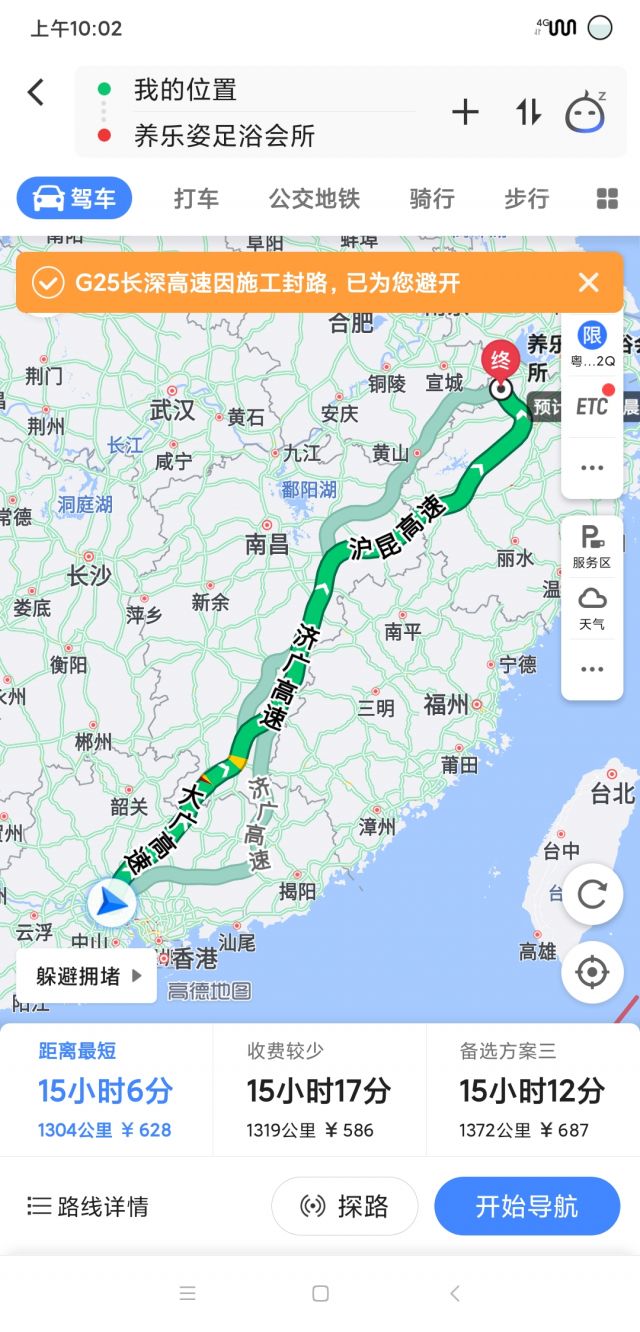 上午10:02
4G
我的位置
养乐姿足浴会所
z
驾车
打车
公交地铁
骑行
步行
阜阳
蚌埠
G25长深高速因施工封路，已为您避开
合肥
养乐
浴会
所
终
限
粤...2Q
荆门
铜陵
宣城
预计
晨
ETC
武汉
黄石
安庆
荆州
长江
九江
黄山
咸宁
洞庭湖
鄱阳湖
常德
沪昆高速
P
服务区
南昌
长沙
丽水
天气
温
娄底
萍乡
新余
济广高速
南平
衡阳
宁德
永州
三明
福州
郴州
莆田
大广高速
济广高速
台北
韶关
漳州
台中
揭阳
台
云浮
中山
汕尾
香港
高雄
躲避拥堵
高德地图
阳江
距离最短
收费较少
备选方案三
15小时6分
15小时17分
15小时12分
1304公里 ¥ 628
1319公里 ¥ 586
1372公里 ¥ 687
路线详情
探路
开始导航